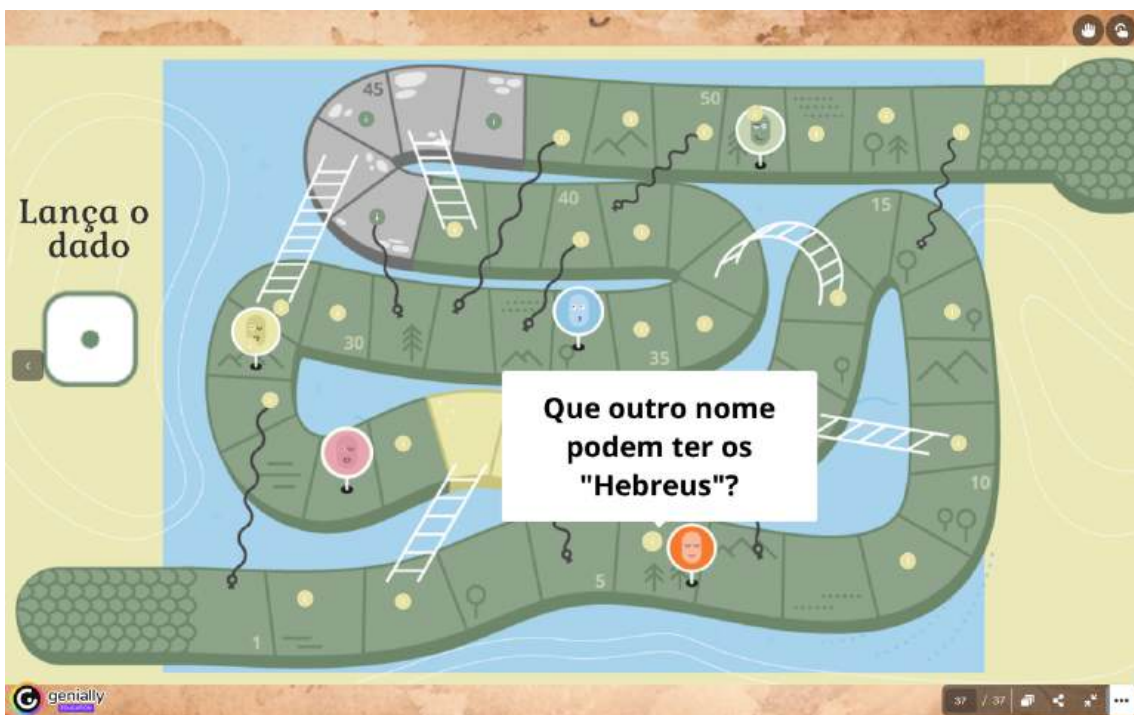 45
50
15
40
Lança o
dado
30
35
Que outro nome
podem ter os
"Hebreus"?
10
5
1
genially
EDUCATION
37 / 37